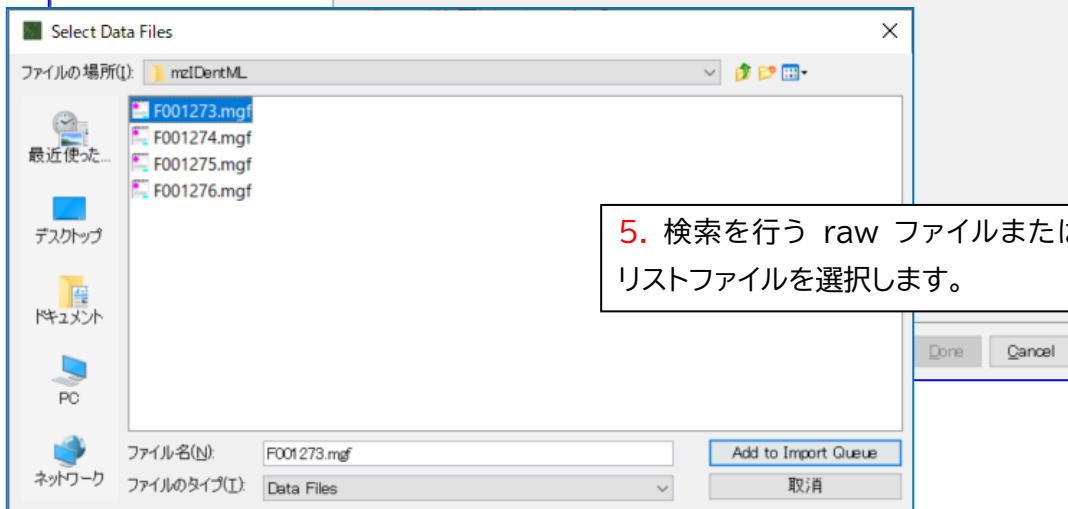 Select Data Files
ファイルの場所(I):
mzIDentML
F001273.mgf
F001274.mgf
F001275.mgf
F001276.mgf
最近使った...
デスクトップ
ドキュメント
PC
ネットワーク
5. 検索を行う raw ファイルまたは
リストファイルを選択します。
Done
Cancel
ファイル名(N):
F001273.mgf
Add to Import Queue
ファイルのタイプ(T):
Data Files
取消